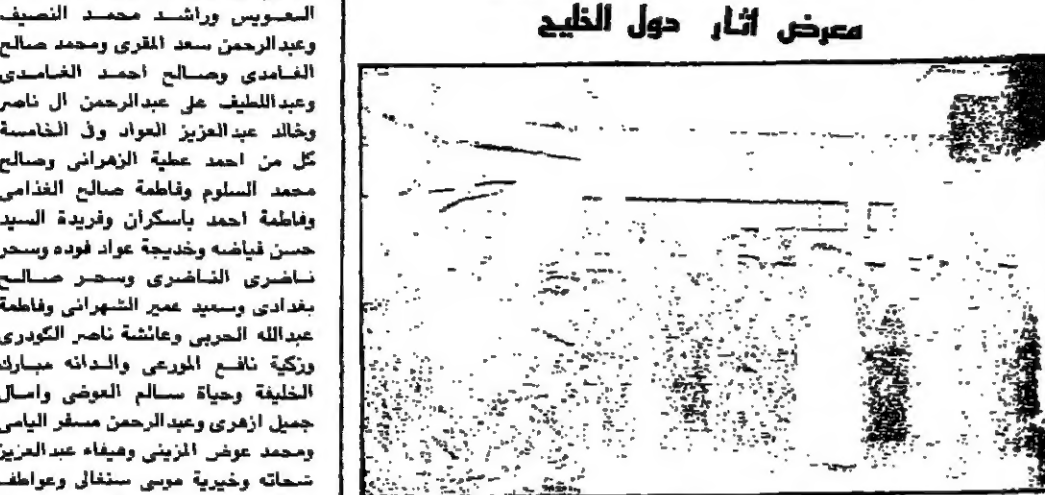 معرض آثار دول الخليج
العويس وراشد محمد النصيف
وعبدالرحمن سعد المقرى ومحمد صالح
الغامدى وصالح احمد الغامدى
وعبداللطيف على عبدالرحمن آل ناصر
وخالد عبدالعزيز العواد وفى الخامسة
كل من احمد عطية الزهرانى وصالح
محمد السلوم وفاطمة صالح الغذامى
وفاطمة احمد باسكران وفريدة السيد
حسن فياضه وخديجة عواد فوده وسحر
ناضرى الناضرى وسحر صالح
بغدادى وسعيد عمير الشهرانى وفاطمة
عبدالله الحربى وعائشة ناصر الكودرى
وزكية نافع المورعى والدانه مبارك
الخليفة وحياة سالم العوضى وامال
جميل ازهرى وعبدالرحمن مسفر اليامى
ومحمد عوض المزينى وهيفاء عبدالعزيز
شحاته وخيرية موسى سنغالى وعواطف